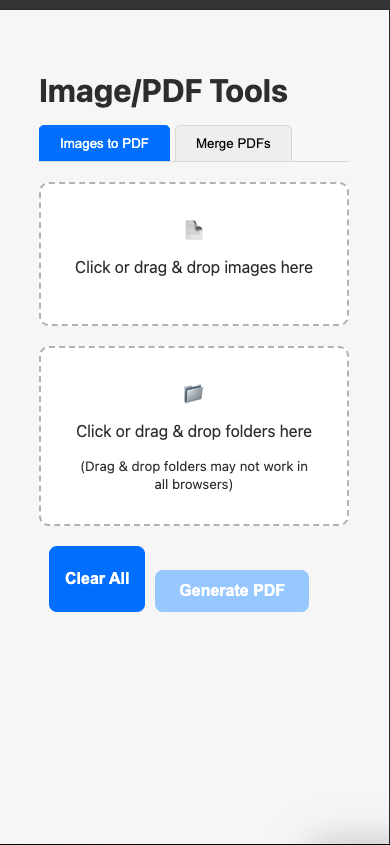 Image/PDF Tools
Images to PDF
Merge PDFs
Click or drag & drop images here
Click or drag & drop folders here
(Drag & drop folders may not work in
all browsers)
Clear All
Generate PDF